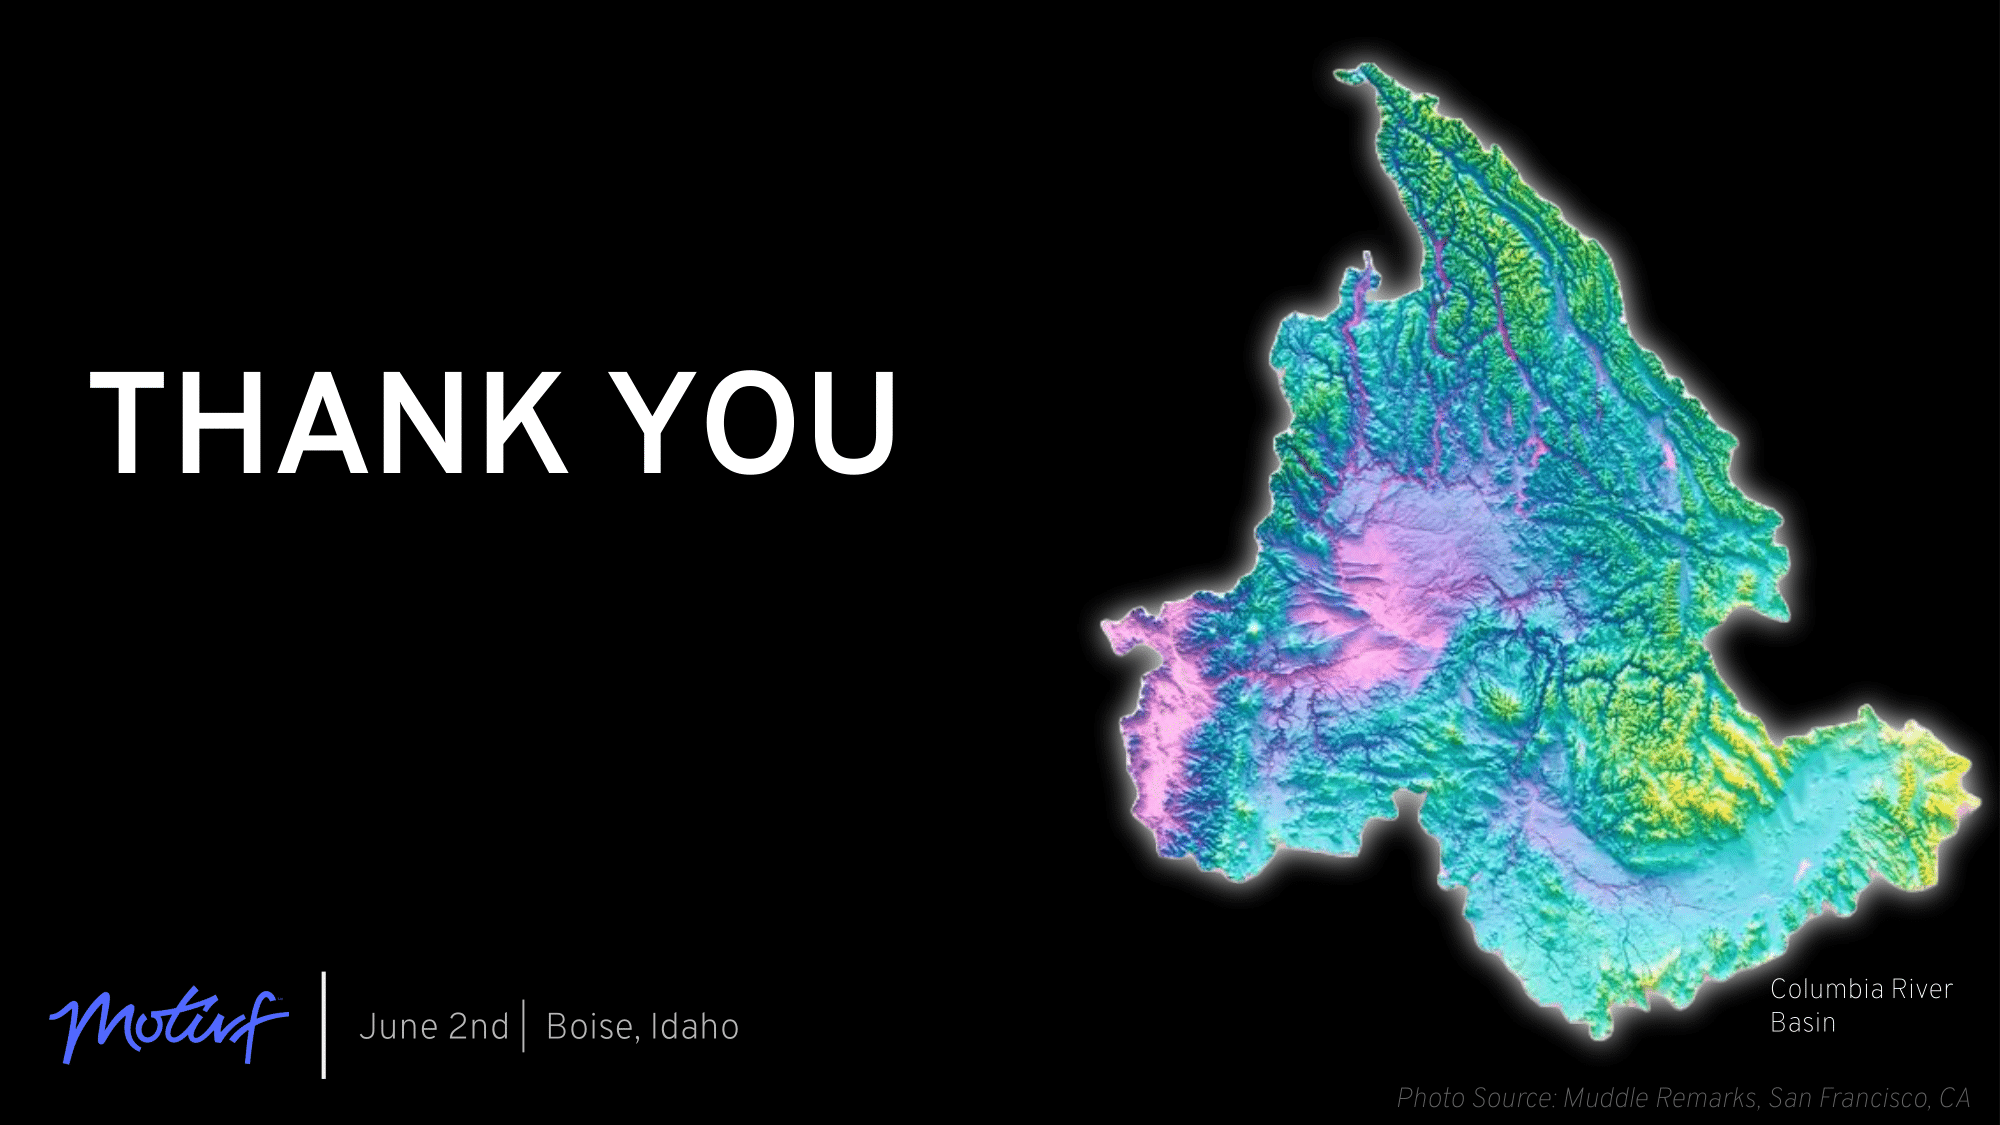 THANK YOU
Motivf
June 2nd | Boise, Idaho
Columbia River
Basin
Photo Source: Muddle Remarks, San Francisco, CA